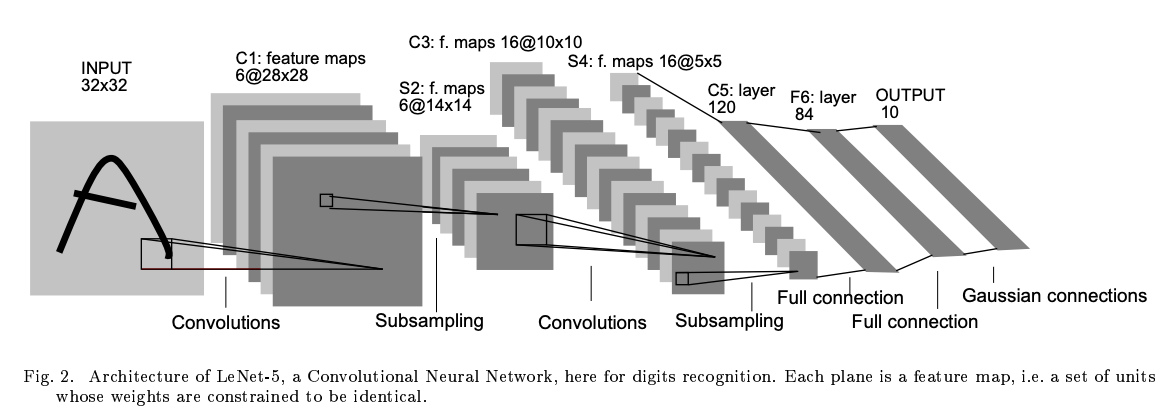 INPUT
32x32
C1: feature maps
6@28x28
S2: f. maps
6@14x14
C3: f. maps 16@10x10
S4: f. maps 16@5x5
C5: layer
120
F6: layer
84
OUTPUT
10
Convolutions
Subsampling
Convolutions
Subsampling
Full connection
Full connection
Gaussian connections
Fig. 2. Architecture of LeNet-5, a Convolutional Neural Network, here for digits recognition. Each plane is a feature map, i.e. a set of units
whose weights are constrained to be identical.